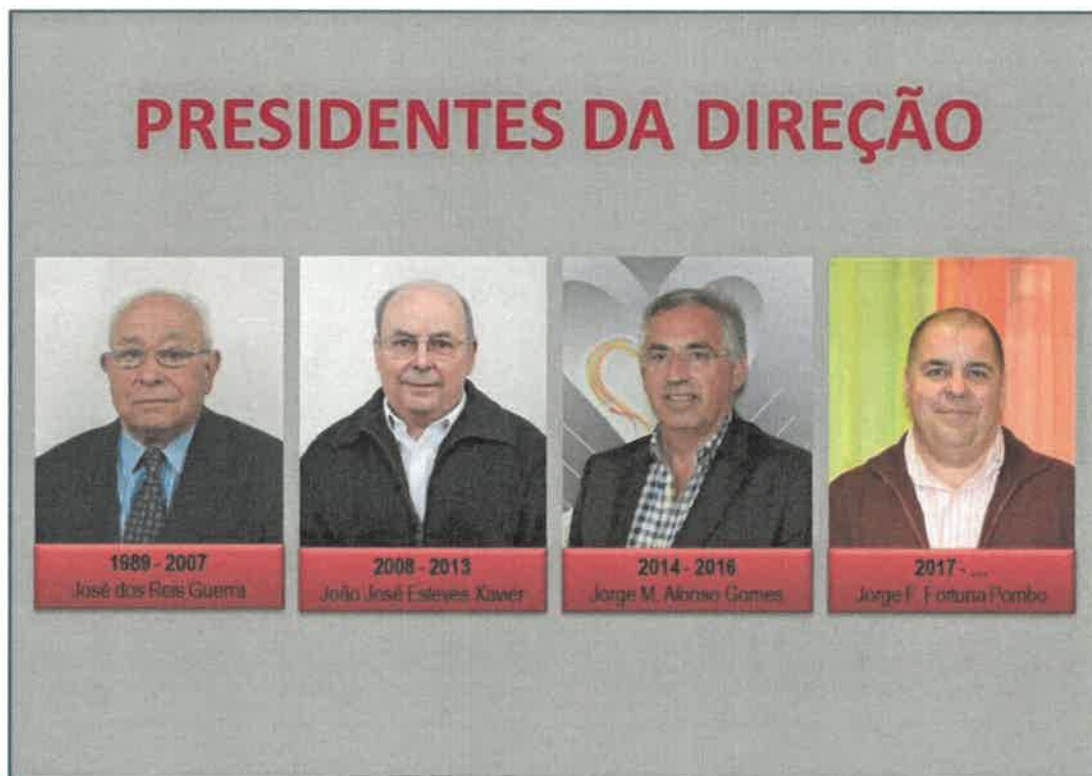 PRESIDENTES DA DIREÇÃO
1989 - 2007
José dos Reis Guerra
2008 - 2013
João José Esteves Xavier
2014 - 2016
Jorge M. Afonso Gomes
2017 - ...
Jorge F. Fortuna Pombo